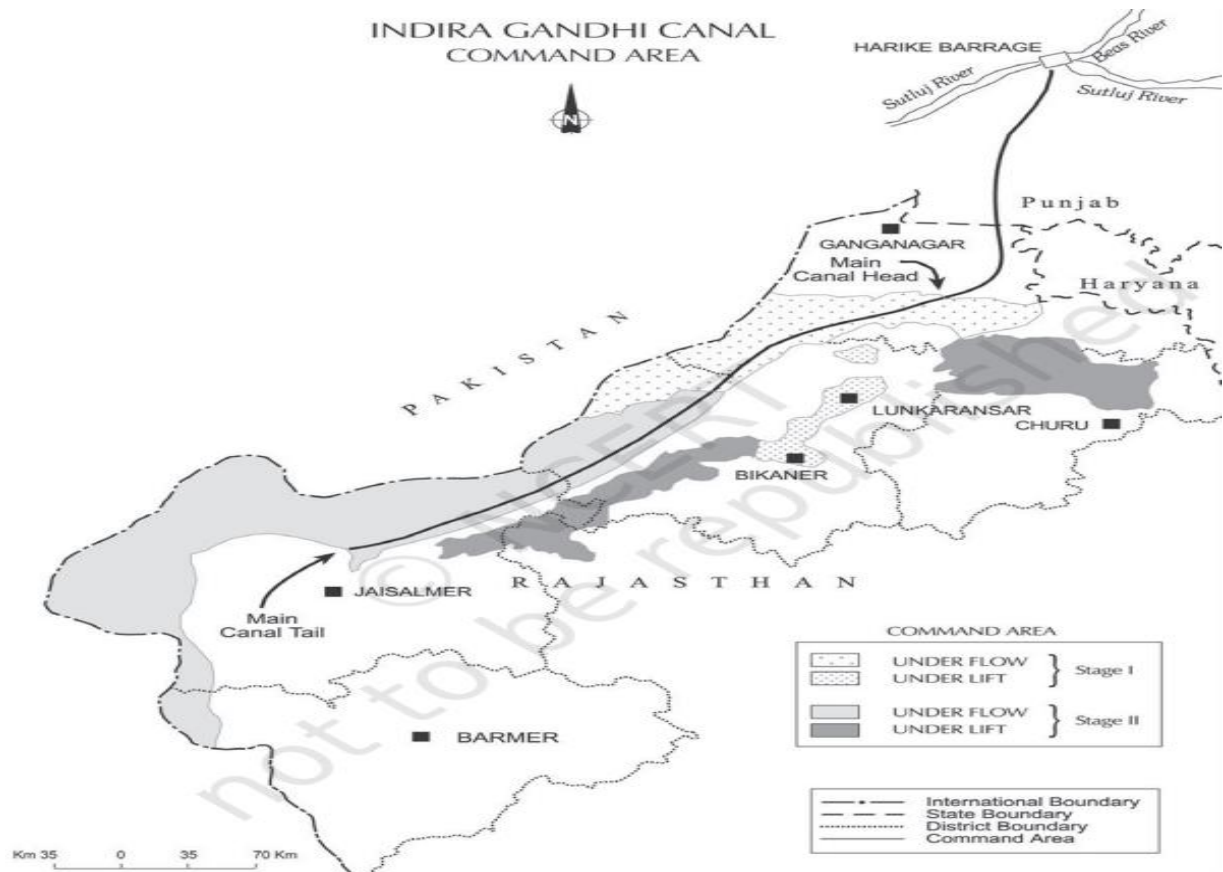 INDIRA GANDHI CANAL
COMMAND AREA
HARIKE BARRAGE
Beas River
Sutluj River
Sutluj River
N
Punjab
GANGANAGAR
Main
Canal Head
Haryana
PAKISTAN
LUNKARANSAR
CHURU
BIKANER
RAJASTHAN
JAISALMER
Main
Canal Tail
BARMER
COMMAND AREA
UNDER FLOW
UNDER LIFT
Stage I
UNDER FLOW
UNDER LIFT
Stage II
International Boundary
State Boundary
District Boundary
Command Area
Km 35 0 35 70 Km
© NCERT
not to be republished